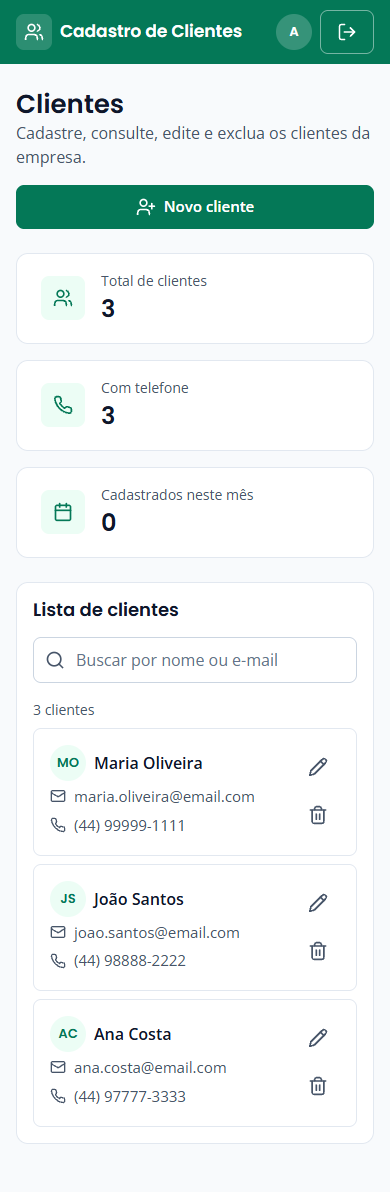 Cadastro de Clientes
A
Clientes
Cadastre, consulte, edite e exclua os clientes da
empresa.
Novo cliente
Total de clientes
3
Com telefone
3
Cadastrados neste mês
0
Lista de clientes
Buscar por nome ou e-mail
3 clientes
MO Maria Oliveira
maria.oliveira@email.com
(44) 99999-1111
JS João Santos
joao.santos@email.com
(44) 98888-2222
AC Ana Costa
ana.costa@email.com
(44) 97777-3333